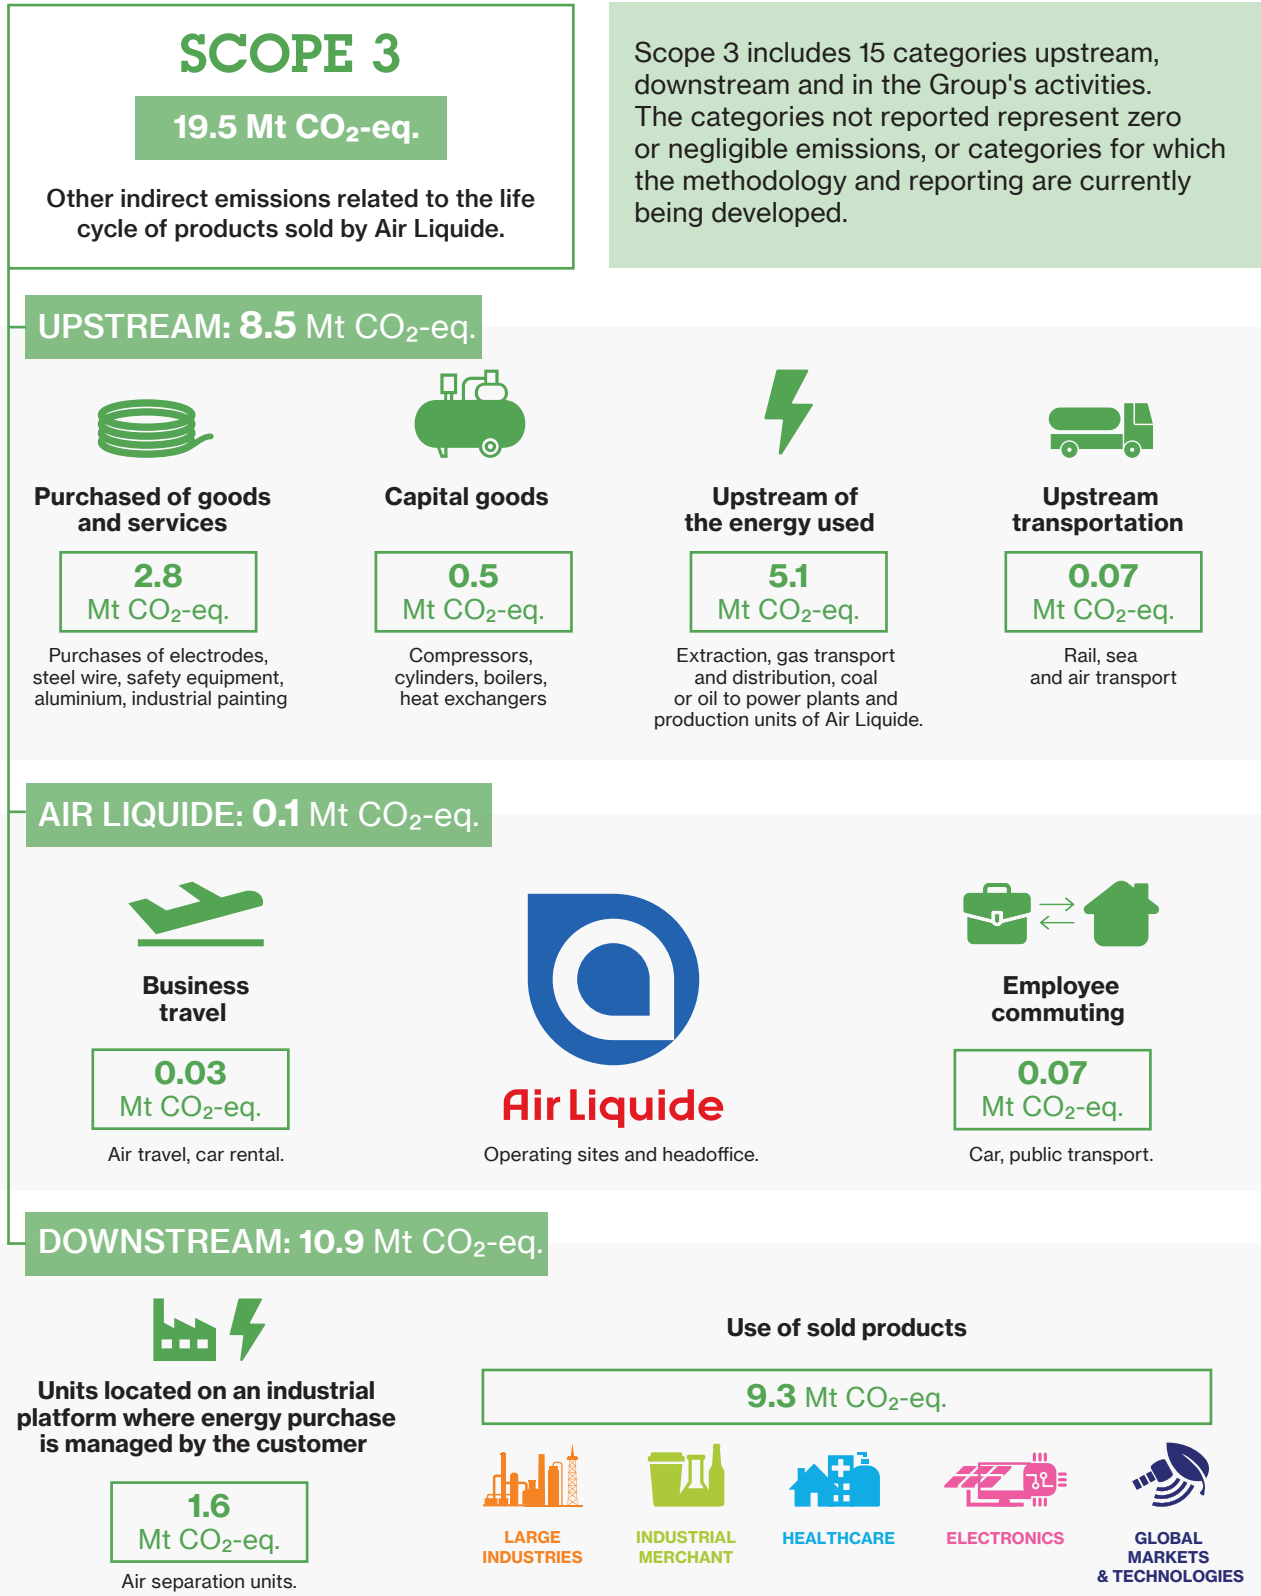 SCOPE 3
19.5 Mt CO₂-eq.
Other indirect emissions related to the life
cycle of products sold by Air Liquide.
Scope 3 includes 15 categories upstream,
downstream and in the Group's activities.
The categories not reported represent zero
or negligible emissions, or categories for which
the methodology and reporting are currently
being developed.
UPSTREAM: 8.5 Mt CO₂-eq.
Purchased of goods
and services
2.8
Mt CO₂-eq.
Purchases of electrodes,
steel wire, safety equipment,
aluminium, industrial painting
Capital goods
0.5
Mt CO₂-eq.
Compressors,
cylinders, boilers,
heat exchangers
Upstream of
the energy used
5.1
Mt CO₂-eq.
Extraction, gas transport
and distribution, coal
or oil to power plants and
production units of Air Liquide.
Upstream
transportation
0.07
Mt CO₂-eq.
Rail, sea
and air transport
AIR LIQUIDE: 0.1 Mt CO₂-eq.
Business
travel
0.03
Mt CO₂-eq.
Air travel, car rental.
Air Liquide
Operating sites and headoffice.
Employee
commuting
0.07
Mt CO₂-eq.
Car, public transport.
DOWNSTREAM: 10.9 Mt CO₂-eq.
Units located on an industrial
platform where energy purchase
is managed by the customer
1.6
Mt CO₂-eq.
Air separation units.
Use of sold products
9.3 Mt CO₂-eq.
LARGE
INDUSTRIES
INDUSTRIAL
MERCHANT
HEALTHCARE
ELECTRONICS
GLOBAL
MARKETS
& TECHNOLOGIES